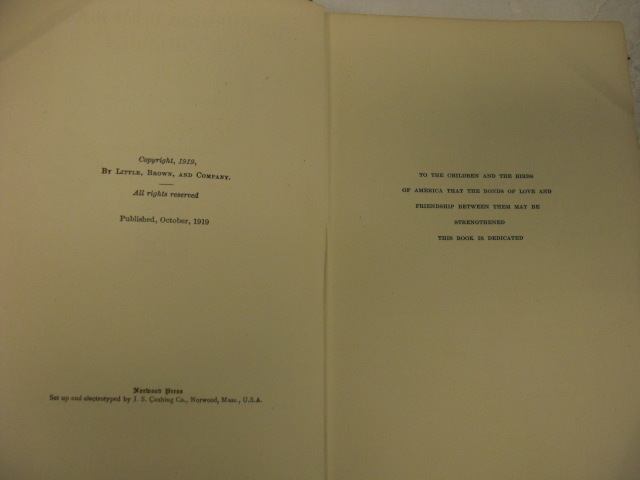 Copyright, 1919,
BY LITTLE, BROWN, AND COMPANY.
All rights reserved
Published, October, 1919
Norwood Press
Set up and electrotyped by J. S. Cushing Co., Norwood, Mass., U.S.A.
TO THE CHILDREN AND THE BIRDS
OF AMERICA THAT THE BONDS OF LOVE AND
FRIENDSHIP BETWEEN THEM MAY BE
STRENGTHENED
THIS BOOK IS DEDICATED